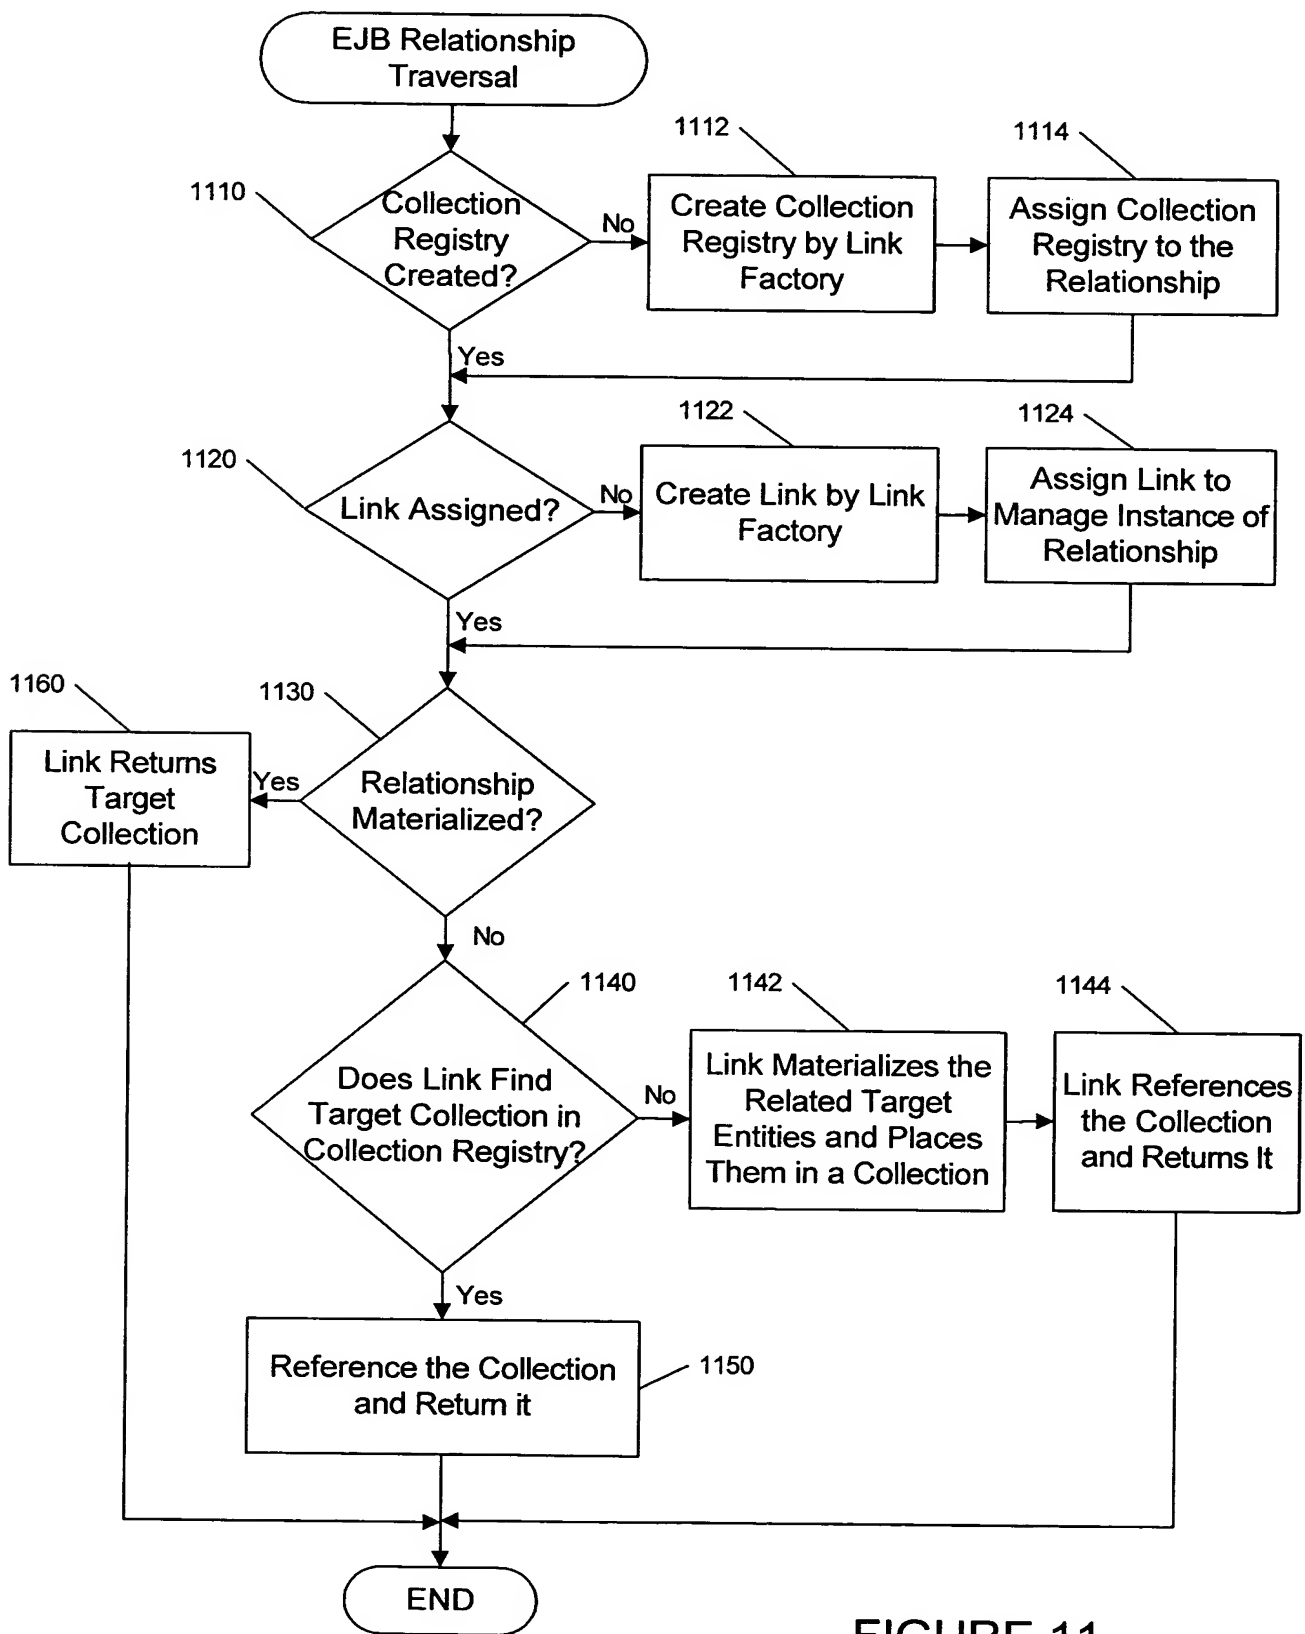 EJB Relationship
Traversal
1110
Collection
Registry
Created?
No
1112
Create Collection
Registry by Link
Factory
1114
Assign Collection
Registry to the
Relationship
Yes
1120
Link Assigned?
No
1122
Create Link by Link
Factory
1124
Assign Link to
Manage Instance of
Relationship
Yes
1160
Link Returns
Target
Collection
Yes
1130
Relationship
Materialized?
No
1140
Does Link Find
Target Collection in
Collection Registry?
No
1142
Link Materializes the
Related Target
Entities and Places
Them in a Collection
1144
Link References
the Collection
and Returns It
Yes
Reference the Collection
and Return it
1150
END
FIGURE 11